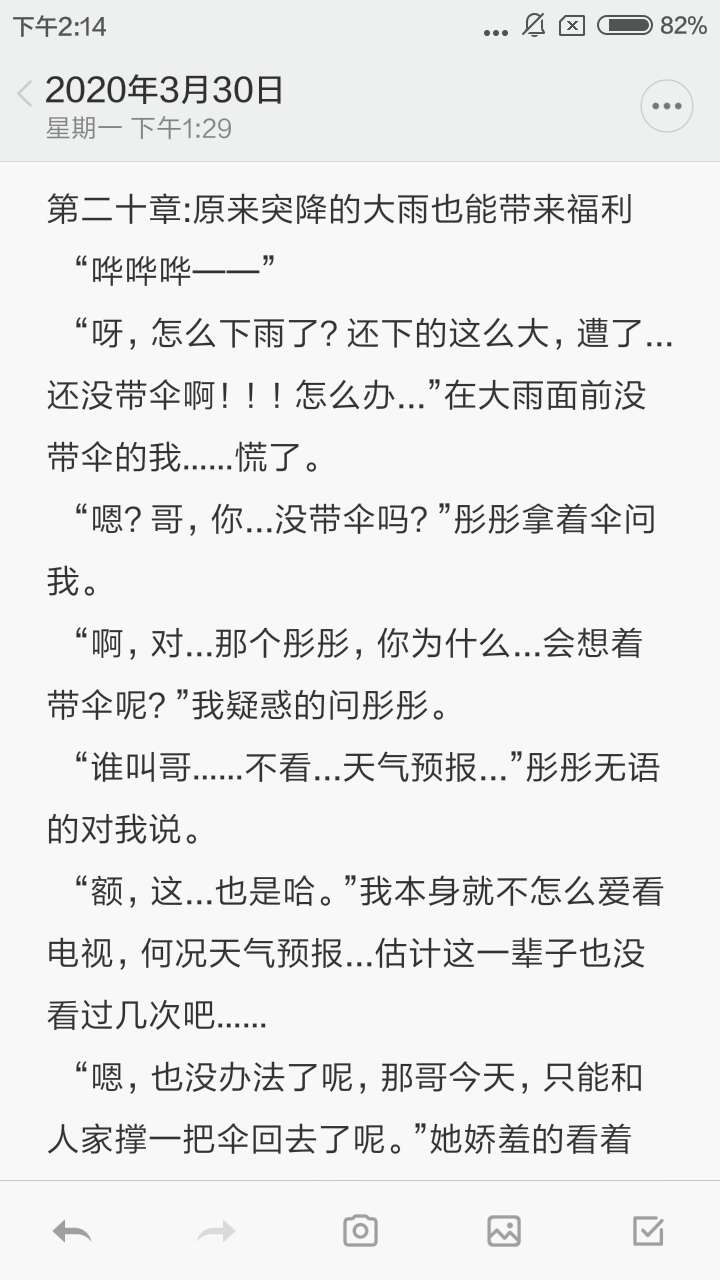 下午2:14
... 82%
2020年3月30日
星期一 下午1:29
第二十章:原来突降的大雨也能带来福利
“哗哗哗——”
“呀,怎么下雨了?还下的这么大,遭了...
还没带伞啊!!!怎么办...”在大雨面前没
带伞的我......慌了。
“嗯?哥,你...没带伞吗?”彤彤拿着伞问
我。
“啊,对...那个彤彤,你为什么...会想着
带伞呢?”我疑惑的问彤彤。
“谁叫哥......不看...天气预报...”彤彤无语
的对我说。
“额,这...也是哈。”我本身就不怎么爱看
电视,何况天气预报...估计这一辈子也没
看过几次吧......
“嗯,也没办法了呢,那哥今天,只能和
人家撑一把伞回去了呢。”她娇羞的看着